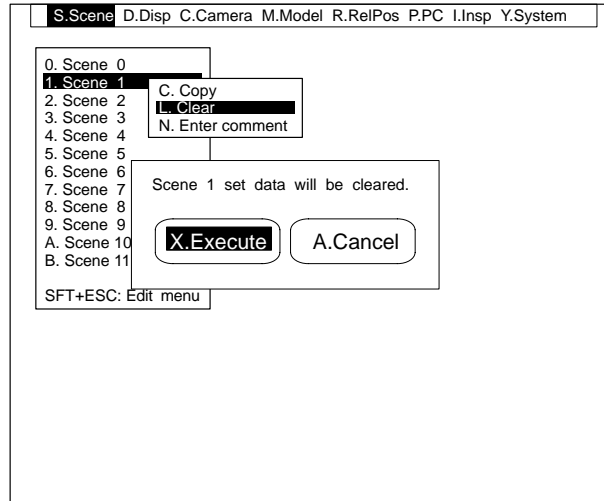 S.Scene D.Disp C.Camera M.Model R.RelPos P.PC I.Insp Y.System
0. Scene 0
1. Scene 1
2. Scene 2
3. Scene 3
4. Scene 4
5. Scene 5
6. Scene 6
7. Scene 7
8. Scene 8
9. Scene 9
A. Scene 10
B. Scene 11
SFT+ESC: Edit menu
C. Copy
L. Clear
N. Enter comment
Scene 1 set data will be cleared.
X.Execute A.Cancel